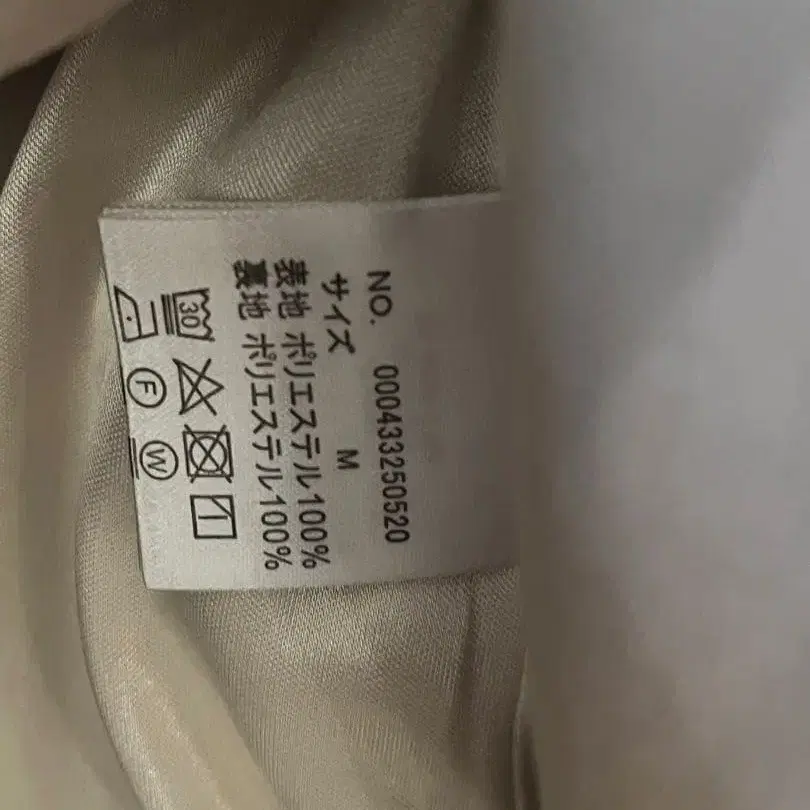 NO. 000433250520
サイズ M
表地 ポリエステル100%
裏地 ポリエステル100%
30
F W